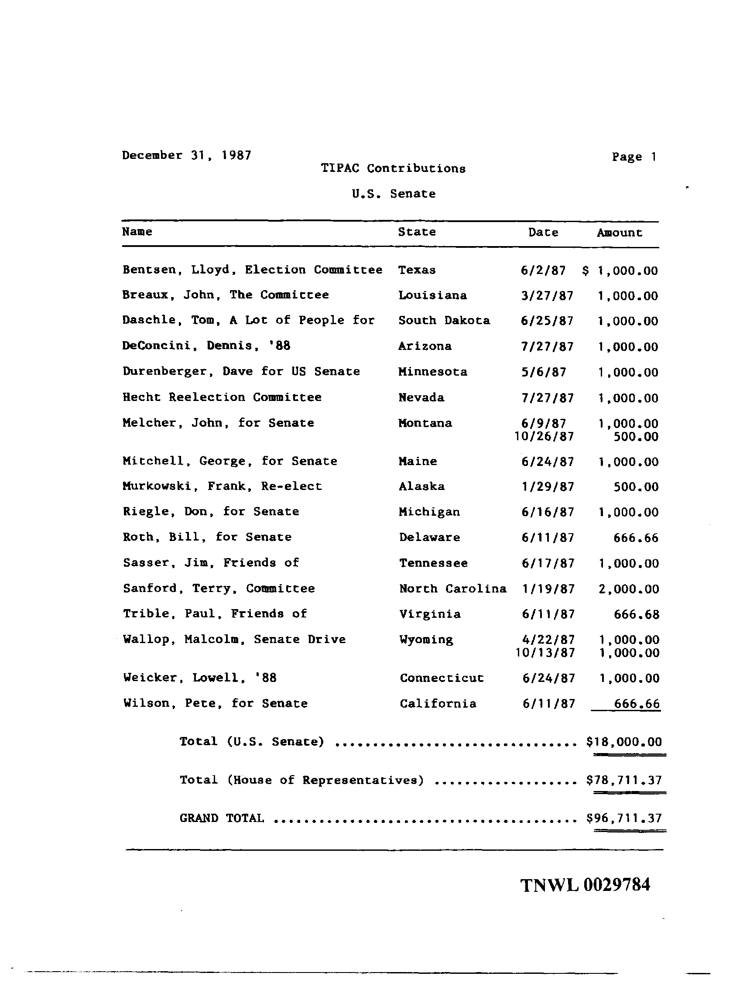 December 31, 1987 Page 1
TIPAC Contributions
U.S. Senate
Name State Date Amount
Bentsen, Lloyd, Election Committee Texas 6/2/87 $ 1,000.00
Breaux, John, The Committee Louisiana 3/27/87 1,000.00
Daschle, Tom, A Lot of People for South Dakota 6/25/87 1,000.00
DeConcini, Dennis, '88 Arizona 7/27/87 1,000.00
Durenberger, Dave for US Senate Minnesota 5/6/87 1,000.00
Hecht Reelection Committee Nevada 7/27/87 1,000.00
Melcher, John, for Senate Montana 6/9/87 1,000.00
10/26/87 500.00
Mitchell, George, for Senate Maine 6/24/87 1,000.00
Murkowski, Frank, Re-elect Alaska 1/29/87 500.00
Riegle, Don, for Senate Michigan 6/16/87 1,000.00
Roth, Bill, for Senate Delaware 6/11/87 666.66
Sasser, Jim, Friends of Tennessee 6/17/87 1,000.00
Sanford, Terry, Committee North Carolina 1/19/87 2,000.00
Trible, Paul, Friends of Virginia 6/11/87 666.68
Wallop, Malcolm, Senate Drive Wyoming 4/22/87 1,000.00
10/13/87 1,000.00
Weicker, Lowell, '88 Connecticut 6/24/87 1,000.00
Wilson, Pete, for Senate California 6/11/87 666.66
Total (U.S. Senate) ................................ $18,000.00
Total (House of Representatives) ................... $78,711.37
GRAND TOTAL ........................................ $96,711.37
TNWL 0029784